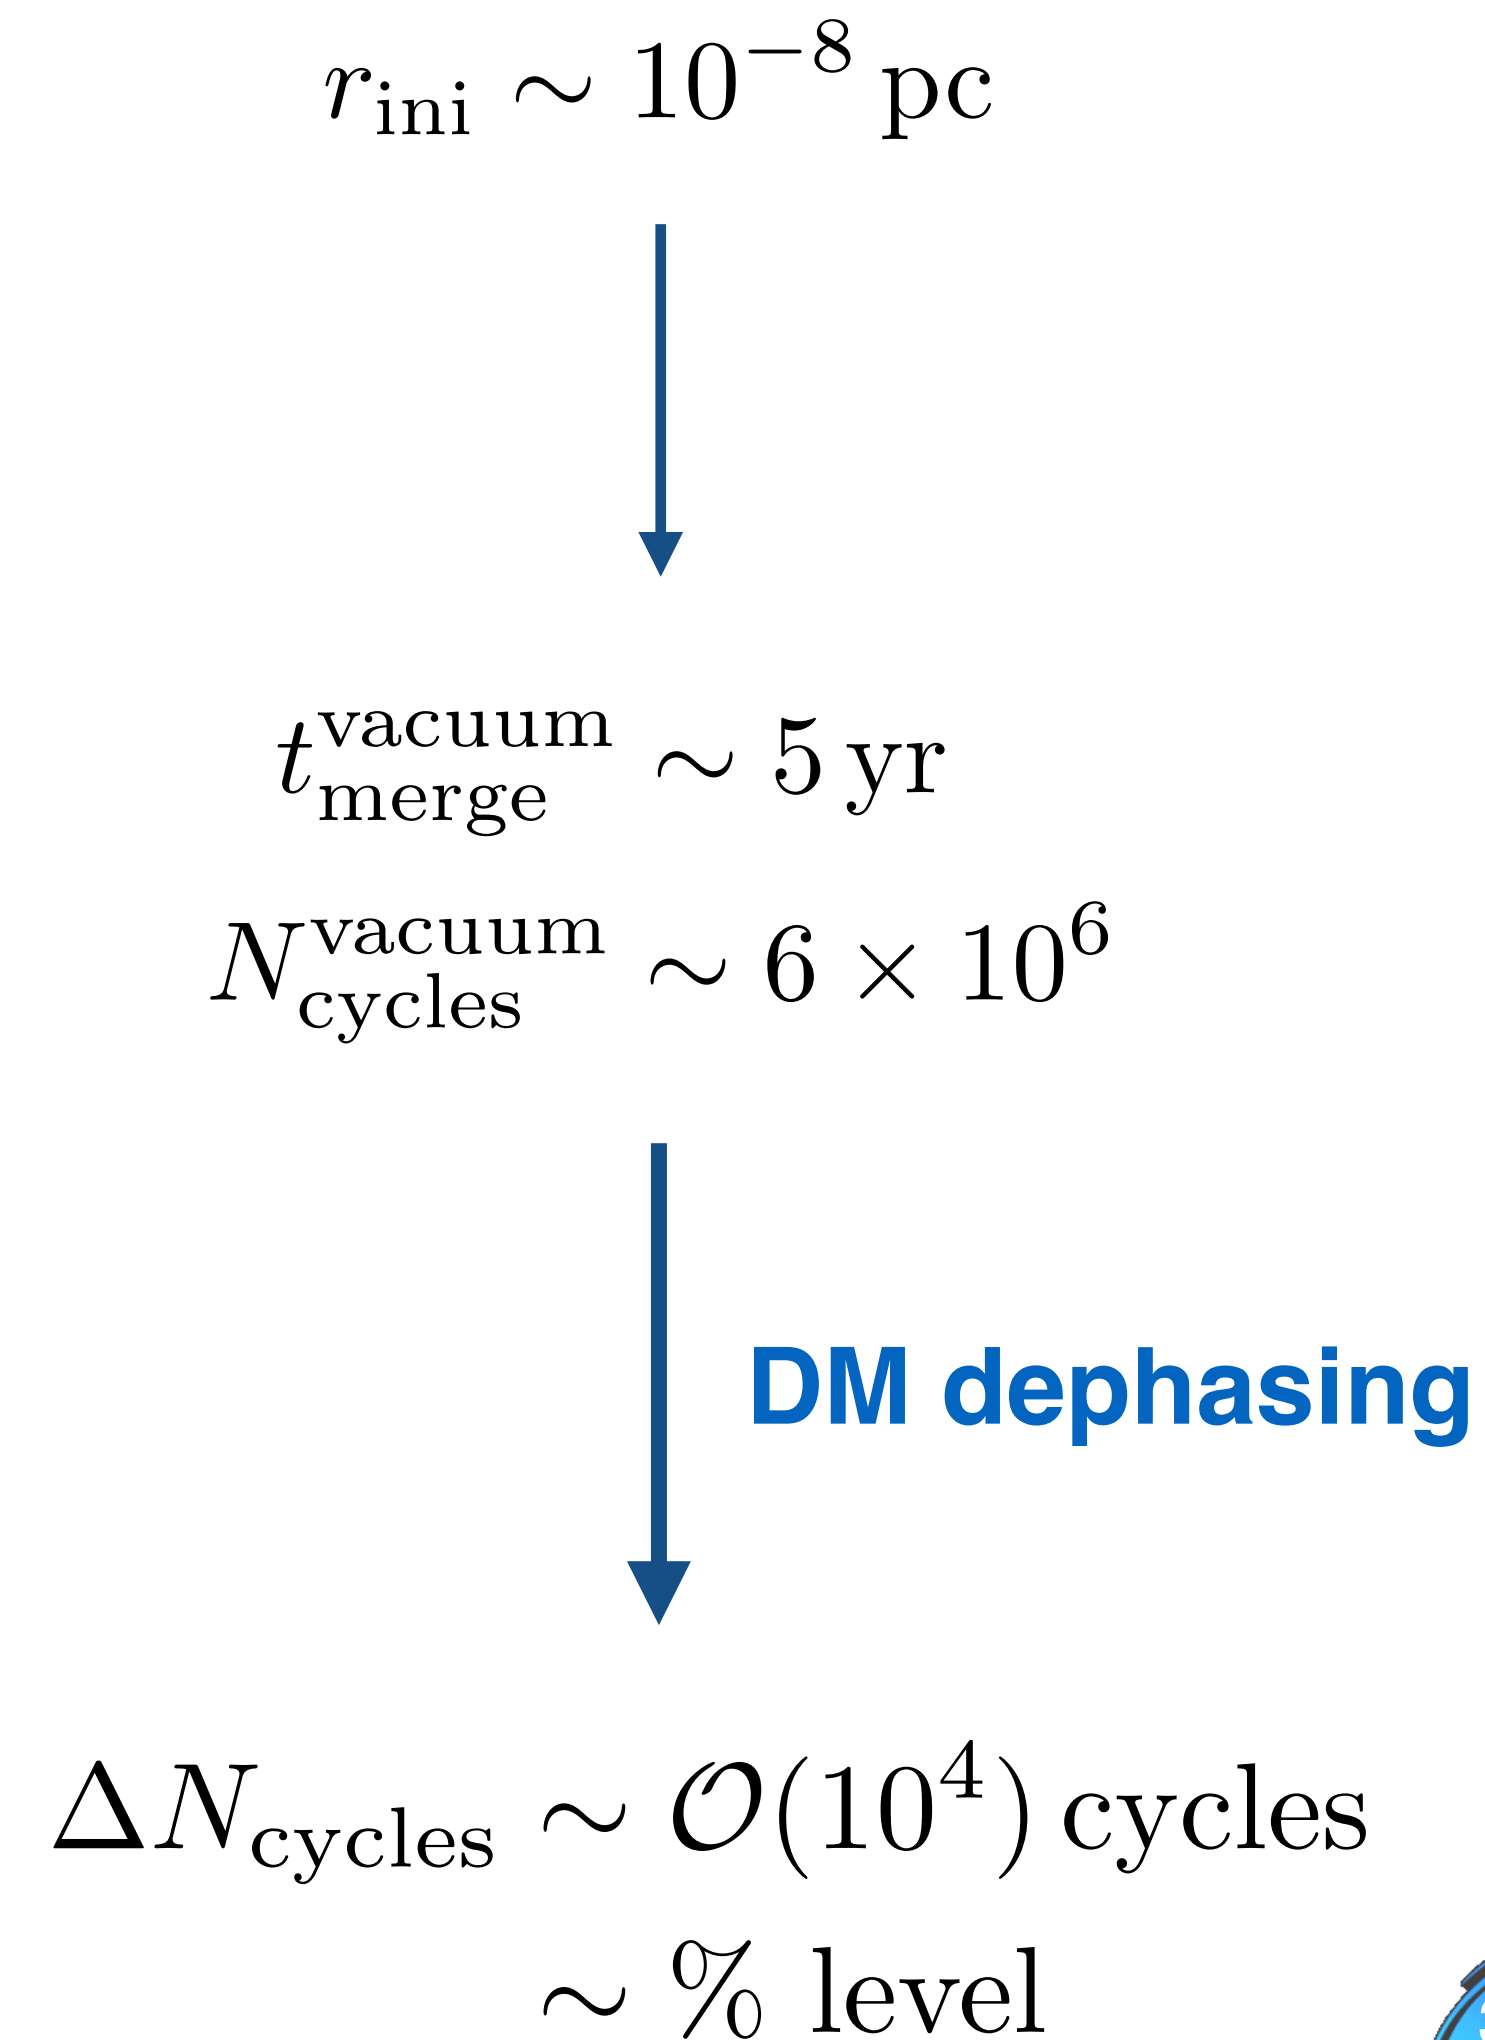 r_ini ∼ 10^−8 pc
t_merge^vacuum ∼ 5 yr
N_cycles^vacuum ∼ 6 × 10^6
DM dephasing
ΔN_cycles ∼ 𝒪(10^4) cycles
∼ % level